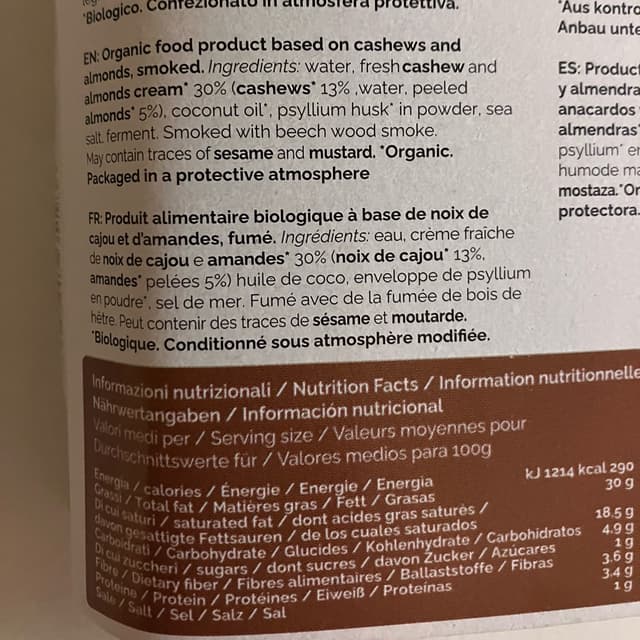 *Biologico. Confezionato in atmosfera protettiva.
EN: Organic food product based on cashews and
almonds, smoked. Ingredients: water, fresh cashew and
almonds cream* 30% (cashews* 13% ,water, peeled
almonds* 5%), coconut oil*, psyllium husk* in powder, sea
salt. ferment. Smoked with beech wood smoke.
May contain traces of sesame and mustard. *Organic.
Packaged in a protective atmosphere
FR: Produit alimentaire biologique à base de noix de
cajou et d'amandes, fumé. Ingrédients: eau, crème fraîche
de noix de cajou e amandes* 30% (noix de cajou* 13%,
amandes* pelées 5%) huile de coco, enveloppe de psyllium
en poudre*, sel de mer. Fumé avec de la fumée de bois de
hêtre. Peut contenir des traces de sésame et moutarde.
*Biologique. Conditionné sous atmosphère modifiée.
*Aus kontro
Anbau unte
ES: Product
y almendra
anacardos
almendras*
psyllium* en
humo de ma
mostaza. *Or
protectora.
Informazioni nutrizionali / Nutrition Facts / Information nutritionnelle
Nährwertangaben / Información nutricional
Valori medi per / Serving size / Valeurs moyennes pour
Durchschnittswerte für / Valores medios para 100g
Energia / calories / Énergie / Energie / Energia kJ 1214 kcal 290
Grassi / Total fat / Matières gras / Fett / Grasas 30 g
Di cui saturi / saturated fat / dont acides gras saturés /
davon gesattigte Fettsauren / de los cuales saturados 18.5 g
Carboidrati / Carbohydrate / Glucides / Kohlenhydrate / Carbohidratos 4.9 g
Di cui zuccheri / sugars / dont sucres / davon Zucker / Azúcares 1 g
Fibre / Dietary fiber / Fibres alimentaires / Ballaststoffe / Fibras 3.6 g
Proteine / Protein / Protéines / Eiweiß / Proteínas 3.4 g
Sale / Salt / Sel / Salz / Sal 1 g